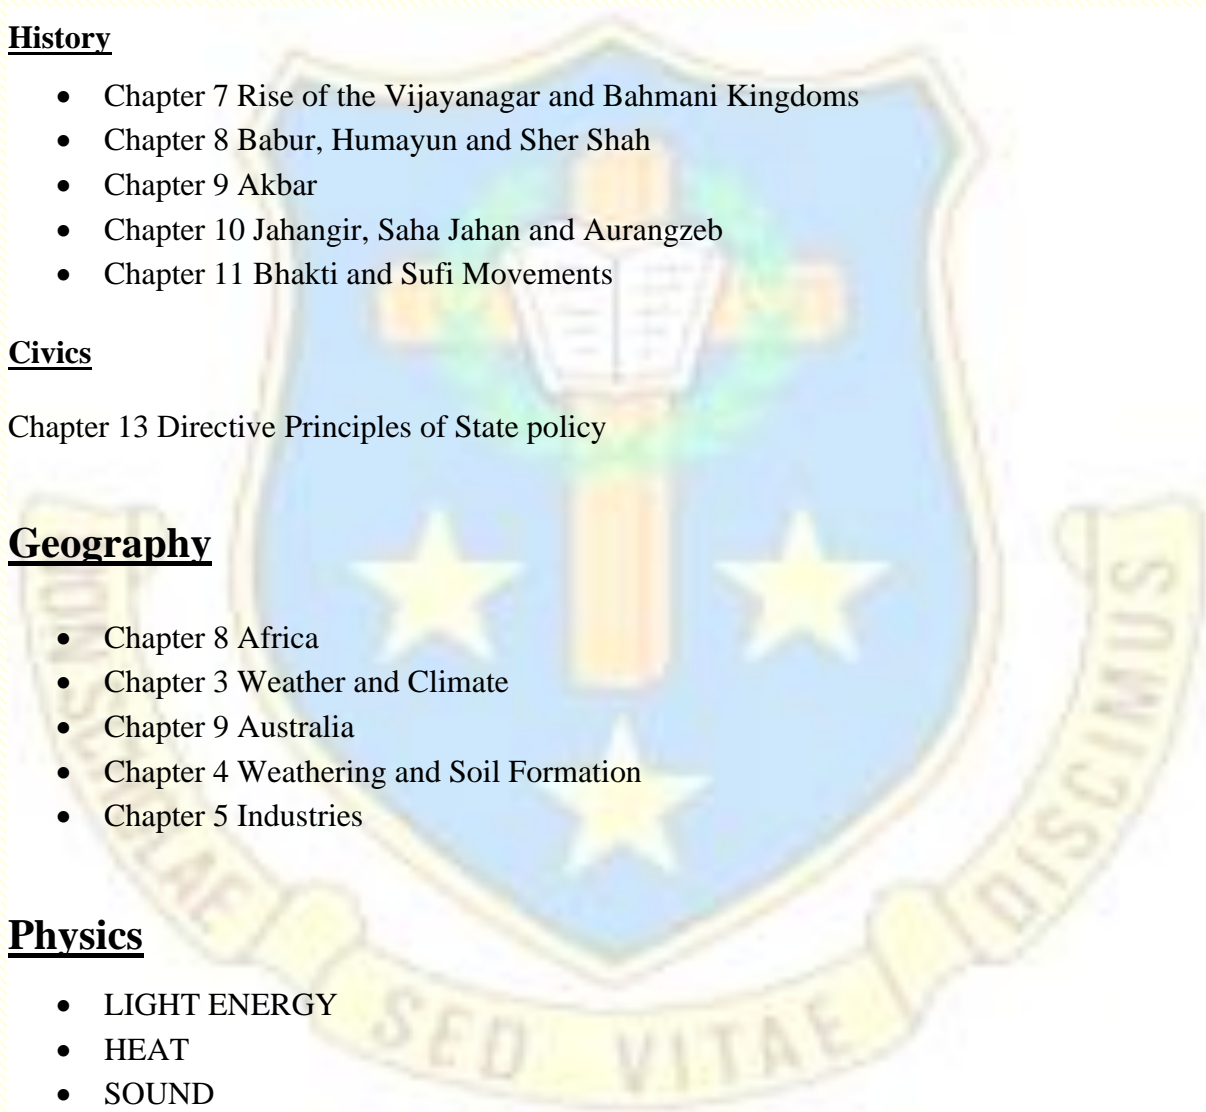 History
• Chapter 7 Rise of the Vijayanagar and Bahmani Kingdoms
• Chapter 8 Babur, Humayun and Sher Shah
• Chapter 9 Akbar
• Chapter 10 Jahangir, Saha Jahan and Aurangzeb
• Chapter 11 Bhakti and Sufi Movements
Civics
Chapter 13 Directive Principles of State policy
Geography
• Chapter 8 Africa
• Chapter 3 Weather and Climate
• Chapter 9 Australia
• Chapter 4 Weathering and Soil Formation
• Chapter 5 Industries
Physics
• LIGHT ENERGY
• HEAT
• SOUND
SED VITAE DISCIMUS